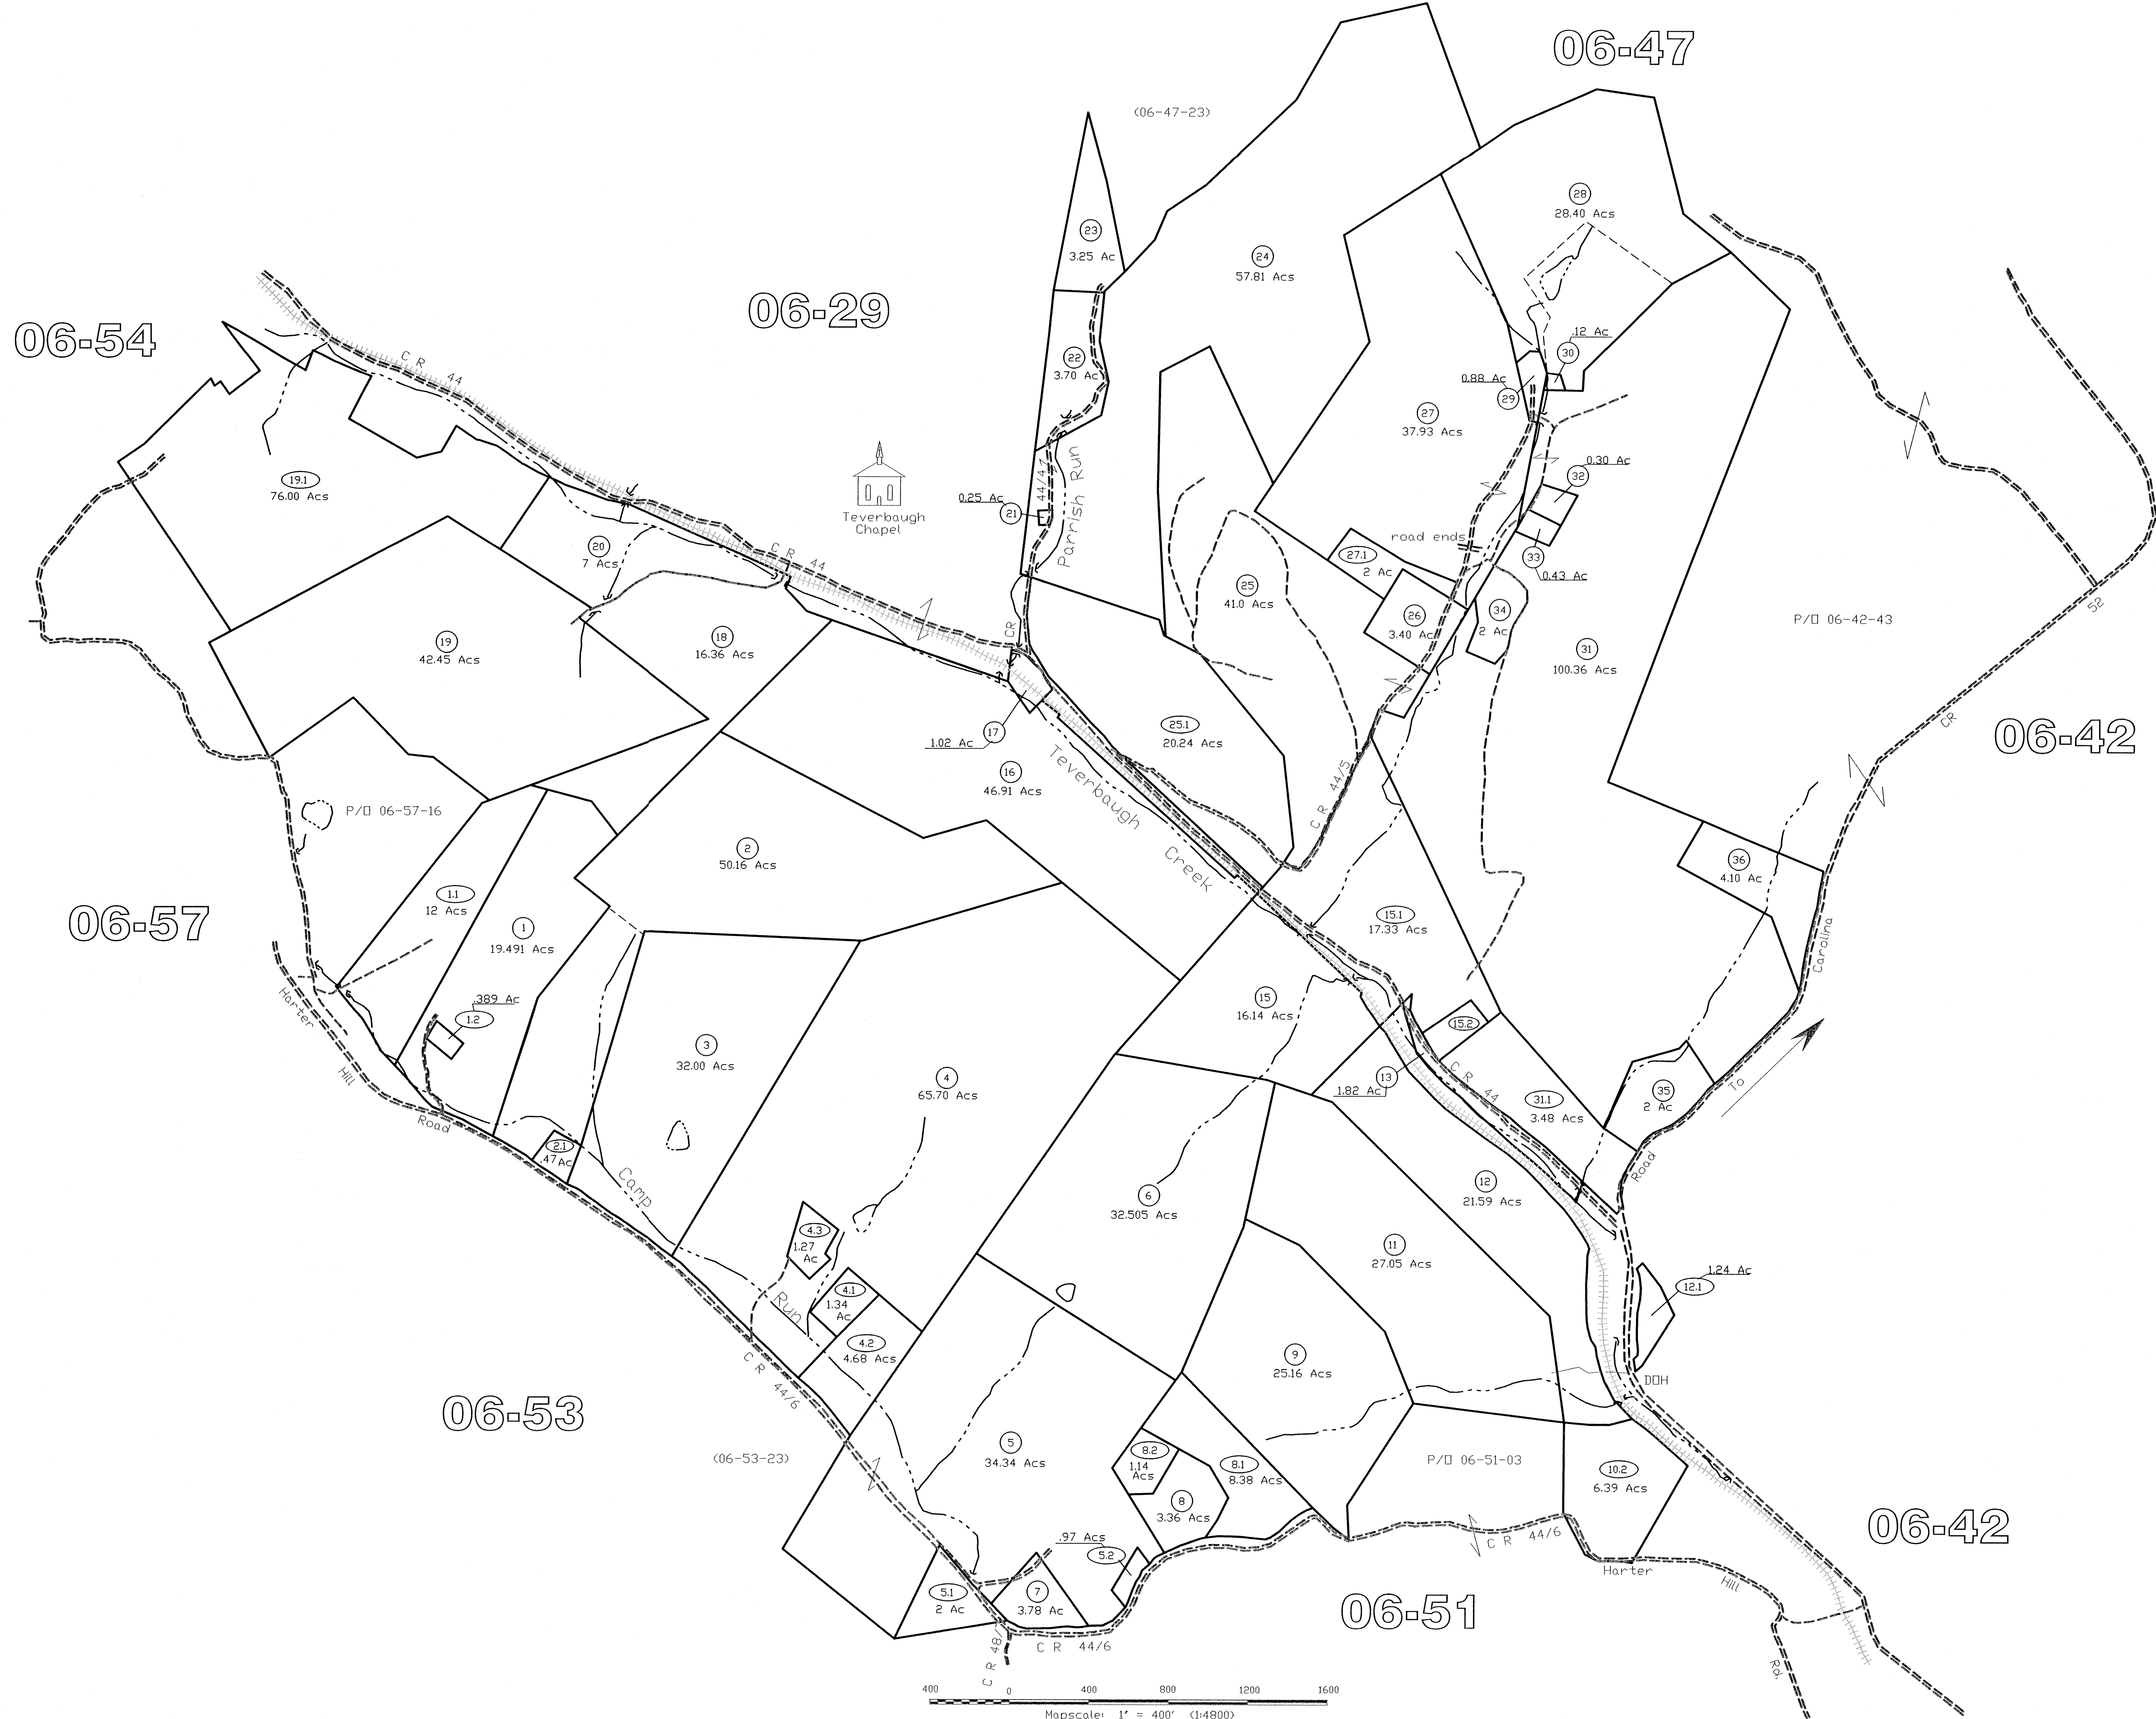 06-47
(06-47-23)
28
28.40 Acs
23
3.25 Ac
24
57.81 Acs
06-29
06-54
C R 44
.12 Ac
30
22
3.70 Ac
0.88 Ac
29
27
37.93 Acs
Parrish Run
44/4
19.1
76.00 Acs
0.30 Ac
32
0.25 Ac
21
Teverbaugh
Chapel
road ends
33
0.43 Ac
20
7 Acs
C R 44
27.1
2 Ac
25
41.0 Acs
26
3.40 Ac
34
2 Ac
52
P/O 06-42-43
CR
18
16.36 Acs
19
42.45 Acs
31
100.36 Acs
17
1.02 Ac
25.1
20.24 Acs
CR
06-42
16
46.91 Acs
Teverbaugh Creek
C R 44/5
P/O 06-57-16
2
50.16 Acs
36
4.10 Ac
1.1
12 Acs
06-57
1
19.491 Acs
15.1
17.33 Acs
Carolina
.389 Ac
1.2
Harter
Hill
Road
15
16.14 Acs
15.2
3
32.00 Acs
4
65.70 Acs
13
1.82 Ac
C R 44
31.1
3.48 Acs
35
2 Ac
To
Road
2.1
.47 Ac
Camp
Run
6
32.505 Acs
12
21.59 Acs
4.3
1.27
Ac
11
27.05 Acs
1.24 Ac
12.1
4.1
1.34
Ac
4.2
4.68 Acs
C R 44/6
9
25.16 Acs
DOH
06-53
(06-53-23)
5
34.34 Acs
8.2
1.14
Acs
8.1
8.38 Acs
P/O 06-51-03
10.2
6.39 Acs
8
3.36 Acs
06-42
.97 Acs
5.2
C R 44/6
Harter
Hill
Rd.
5.1
2 Ac
7
3.78 Ac
06-51
C R 48/
C R 44/6
400 0 400 800 1200 1600
Mapscale: 1" = 400' (1:4800)